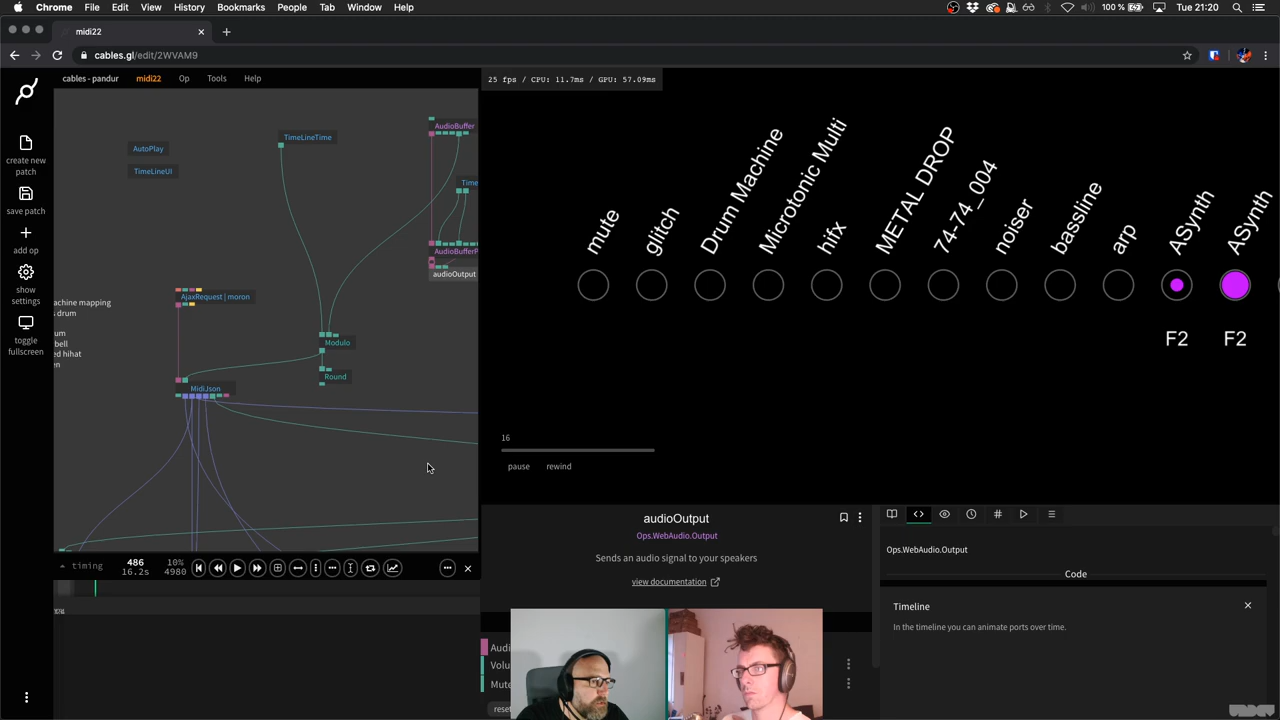 Chrome File Edit View History Bookmarks People Tab Window Help
100 % Tue 21:20
midi22
cables.gl/edit/2WVAM9
cables - pandur midi22 Op Tools Help
create new
patch
save patch
add op
show
settings
toggle
fullscreen
AutoPlay
TimeLineUI
TimeLineTime
AudioBuffer
Time
AudioBufferP
audioOutput
AjaxRequest | moron
achine mapping
s drum
um
bell
ed hihat
en
Modulo
Round
MidiJson
timing
486
16.2s
10%
4980
25 fps / CPU: 11.7ms / GPU: 57.09ms
mute
glitch
Drum Machine
Microtonic Multi
hifx
METAL DROP
74-74_004
noiser
bassline
arp
ASynth
ASynth
F2
F2
16
pause rewind
audioOutput
Ops.WebAudio.Output
Sends an audio signal to your speakers
view documentation
Audi
Volu
Mute
rese
Ops.WebAudio.Output
Code
Timeline
In the timeline you can animate ports over time.